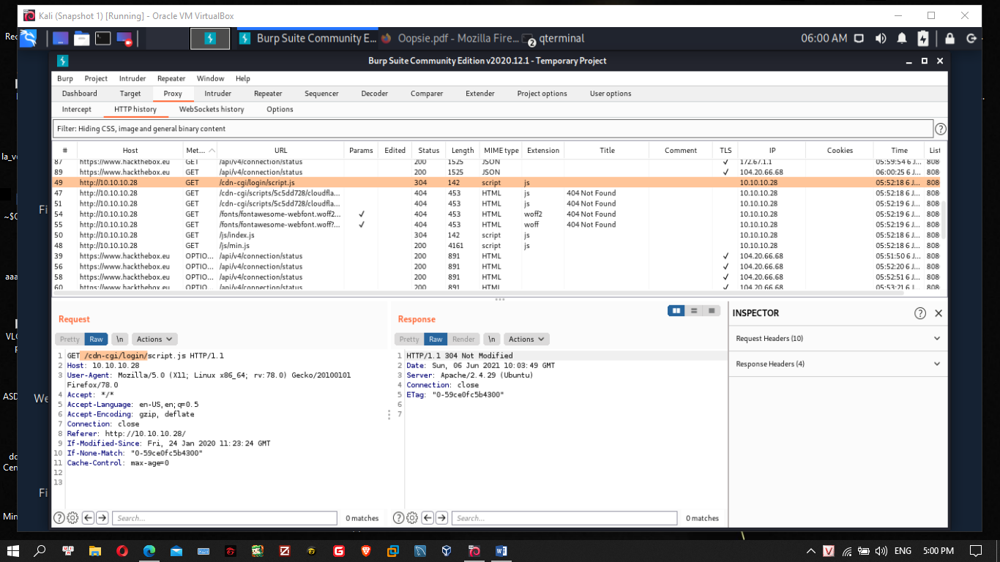 Kali (Snapshot 1) [Running] - Oracle VM VirtualBox
Burp Suite Community E... Oopsie.pdf - Mozilla Fire... 2 qterminal 06:00 AM
Burp Suite Community Edition v2020.12.1 - Temporary Project
Burp Project Intruder Repeater Window Help
Dashboard Target Proxy Intruder Repeater Sequencer Decoder Comparer Extender Project options User options
Intercept HTTP history WebSockets history Options
Filter: Hiding CSS, image and general binary content
# Host Met... URL Params Edited Status Length MIME type Extension Title Comment TLS IP Cookies Time List
87 https://www.hackthebox.eu GET /api/v4/connection/status 200 1525 JSON ✓ 172.67.1.1 05:59:54 6 J... 808
89 https://www.hackthebox.eu GET /api/v4/connection/status 200 1525 JSON ✓ 104.20.66.68 06:00:25 6 J... 808
49 http://10.10.10.28 GET /cdn-cgi/login/script.js 304 142 script js 10.10.10.28 05:52:18 6 J... 808
47 http://10.10.10.28 GET /cdn-cgi/scripts/5c5dd728/cloudfla... 404 453 HTML js 404 Not Found 10.10.10.28 05:52:18 6 J... 808
51 http://10.10.10.28 GET /cdn-cgi/scripts/5c5dd728/cloudfla... 404 453 HTML js 404 Not Found 10.10.10.28 05:52:19 6 J... 808
54 http://10.10.10.28 GET /fonts/fontawesome-webfont.woff2... ✓ 404 453 HTML woff2 404 Not Found 10.10.10.28 05:52:19 6 J... 808
55 http://10.10.10.28 GET /fonts/fontawesome-webfont.woff?... ✓ 404 453 HTML woff 404 Not Found 10.10.10.28 05:52:19 6 J... 808
50 http://10.10.10.28 GET /js/index.js 304 142 script js 10.10.10.28 05:52:18 6 J... 808
48 http://10.10.10.28 GET /js/min.js 200 4161 script js 10.10.10.28 05:52:18 6 J... 808
39 https://www.hackthebox.eu OPTIO... /api/v4/connection/status 200 891 HTML ✓ 104.20.66.68 05:51:50 6 J... 808
56 https://www.hackthebox.eu OPTIO... /api/v4/connection/status 200 891 HTML ✓ 104.20.66.68 05:52:20 6 J... 808
58 https://www.hackthebox.eu OPTIO... /api/v4/connection/status 200 891 HTML ✓ 104.20.66.68 05:52:51 6 J... 808
60 https://www.hackthebox.eu OPTIO... /api/v4/connection/status 200 891 HTML ✓ 104.20.66.68 05:53:21 6 J... 808
Request
Pretty Raw \n Actions
1 GET /cdn-cgi/login/script.js HTTP/1.1
2 Host: 10.10.10.28
3 User-Agent: Mozilla/5.0 (X11; Linux x86_64; rv:78.0) Gecko/20100101
Firefox/78.0
4 Accept: */*
5 Accept-Language: en-US,en;q=0.5
6 Accept-Encoding: gzip, deflate
7 Connection: close
8 Referer: http://10.10.10.28/
9 If-Modified-Since: Fri, 24 Jan 2020 11:23:24 GMT
10 If-None-Match: "0-59ce0fc5b4300"
11 Cache-Control: max-age=0
12
13
Search... 0 matches
Response
Pretty Raw Render \n Actions
1 HTTP/1.1 304 Not Modified
2 Date: Sun, 06 Jun 2021 10:03:49 GMT
3 Server: Apache/2.4.29 (Ubuntu)
4 Connection: close
5 ETag: "0-59ce0fc5b4300"
6
7
Search... 0 matches
INSPECTOR
Request Headers (10)
Response Headers (4)
Rec
la_v
~$C
Fi
aaa
VLC
p
ASD
We
do
Cen
Fi
Min
ENG 5:00 PM